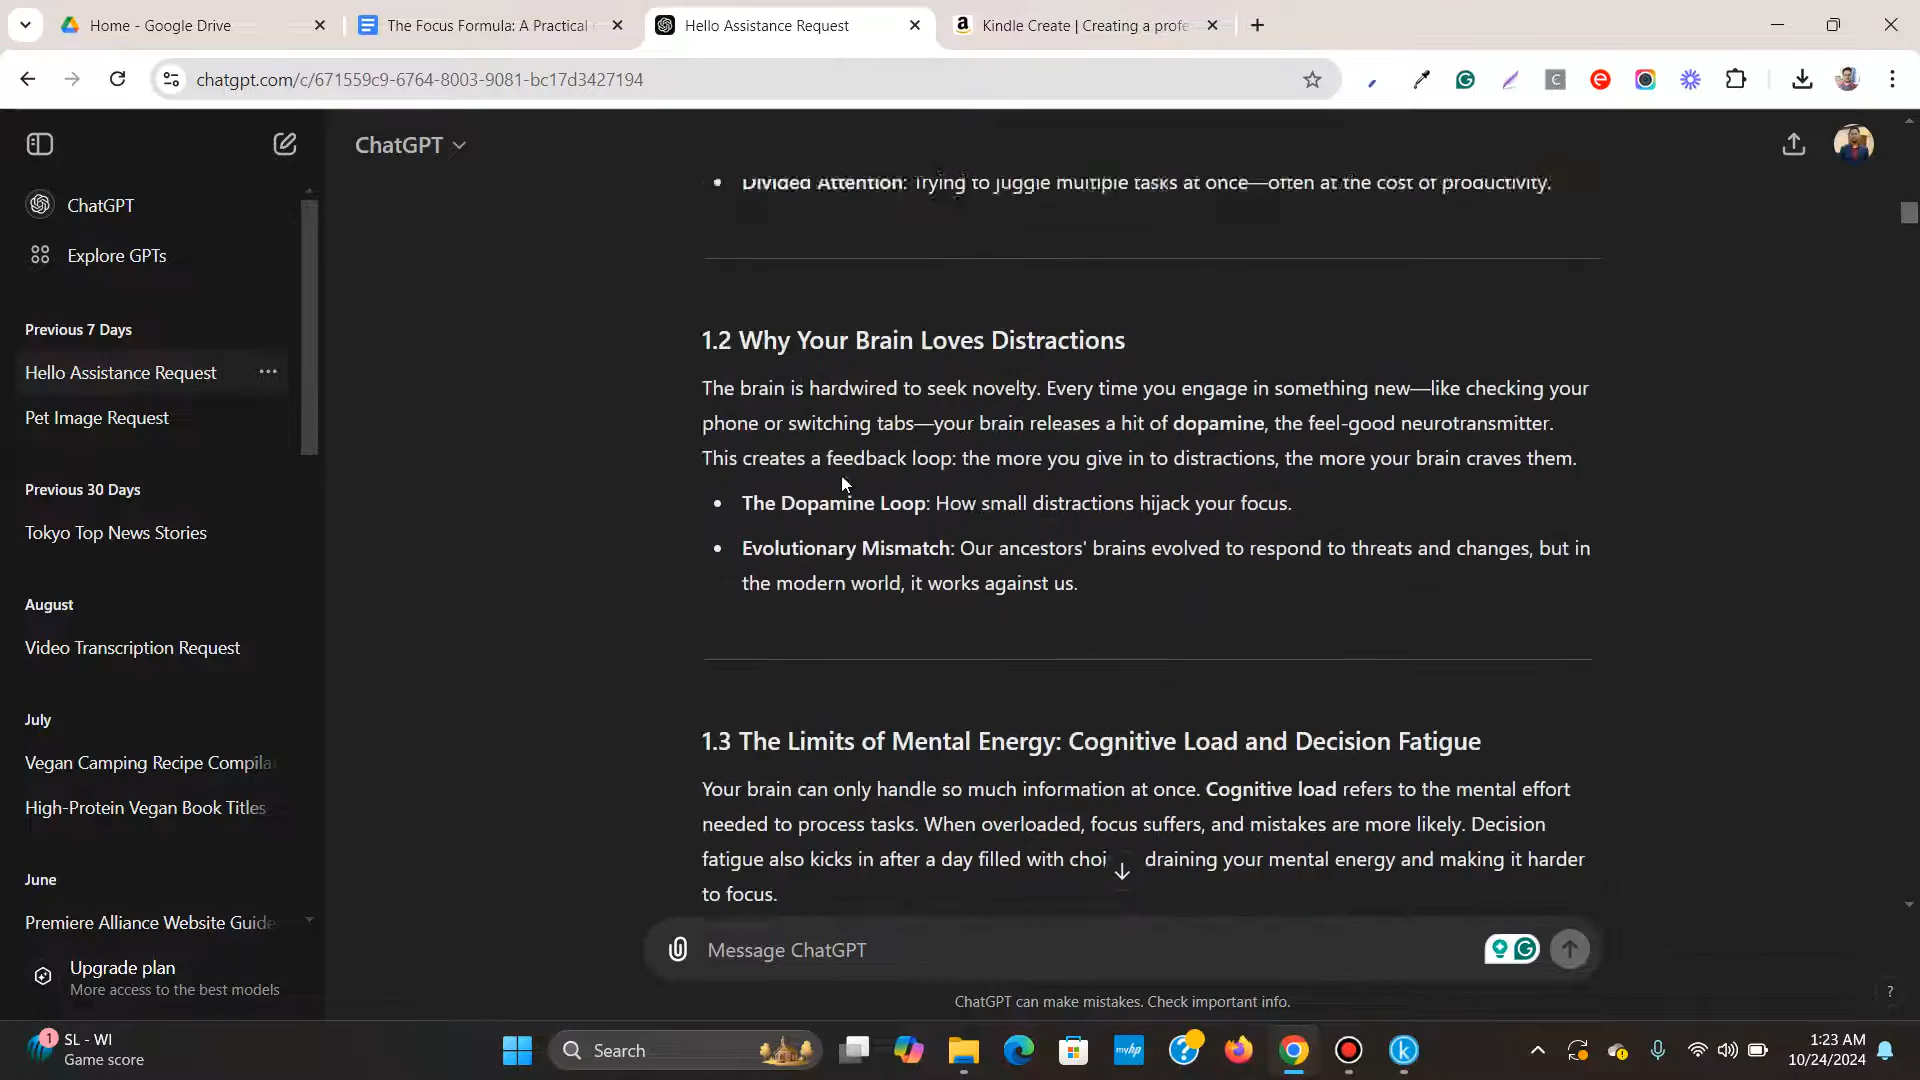 Home - Google Drive
The Focus Formula: A Practical
Hello Assistance Request
Kindle Create | Creating a profe
chatgpt.com/c/671559c9-6764-8003-9081-bc17d3427194
ChatGPT
ChatGPT
Explore GPTs
Previous 7 Days
Hello Assistance Request
Pet Image Request
Previous 30 Days
Tokyo Top News Stories
August
Video Transcription Request
July
Vegan Camping Recipe Compila
High-Protein Vegan Book Titles
June
Premiere Alliance Website Guide
Upgrade plan
More access to the best models
• Divided Attention: Trying to juggle multiple tasks at once—often at the cost of productivity.
1.2 Why Your Brain Loves Distractions
The brain is hardwired to seek novelty. Every time you engage in something new—like checking your
phone or switching tabs—your brain releases a hit of dopamine, the feel-good neurotransmitter.
This creates a feedback loop: the more you give in to distractions, the more your brain craves them.
• The Dopamine Loop: How small distractions hijack your focus.
• Evolutionary Mismatch: Our ancestors' brains evolved to respond to threats and changes, but in
the modern world, it works against us.
1.3 The Limits of Mental Energy: Cognitive Load and Decision Fatigue
Your brain can only handle so much information at once. Cognitive load refers to the mental effort
needed to process tasks. When overloaded, focus suffers, and mistakes are more likely. Decision
fatigue also kicks in after a day filled with choi draining your mental energy and making it harder
to focus.
Message ChatGPT
ChatGPT can make mistakes. Check important info.
?
1
SL - WI
Game score
Search
myhp
1:23 AM
10/24/2024